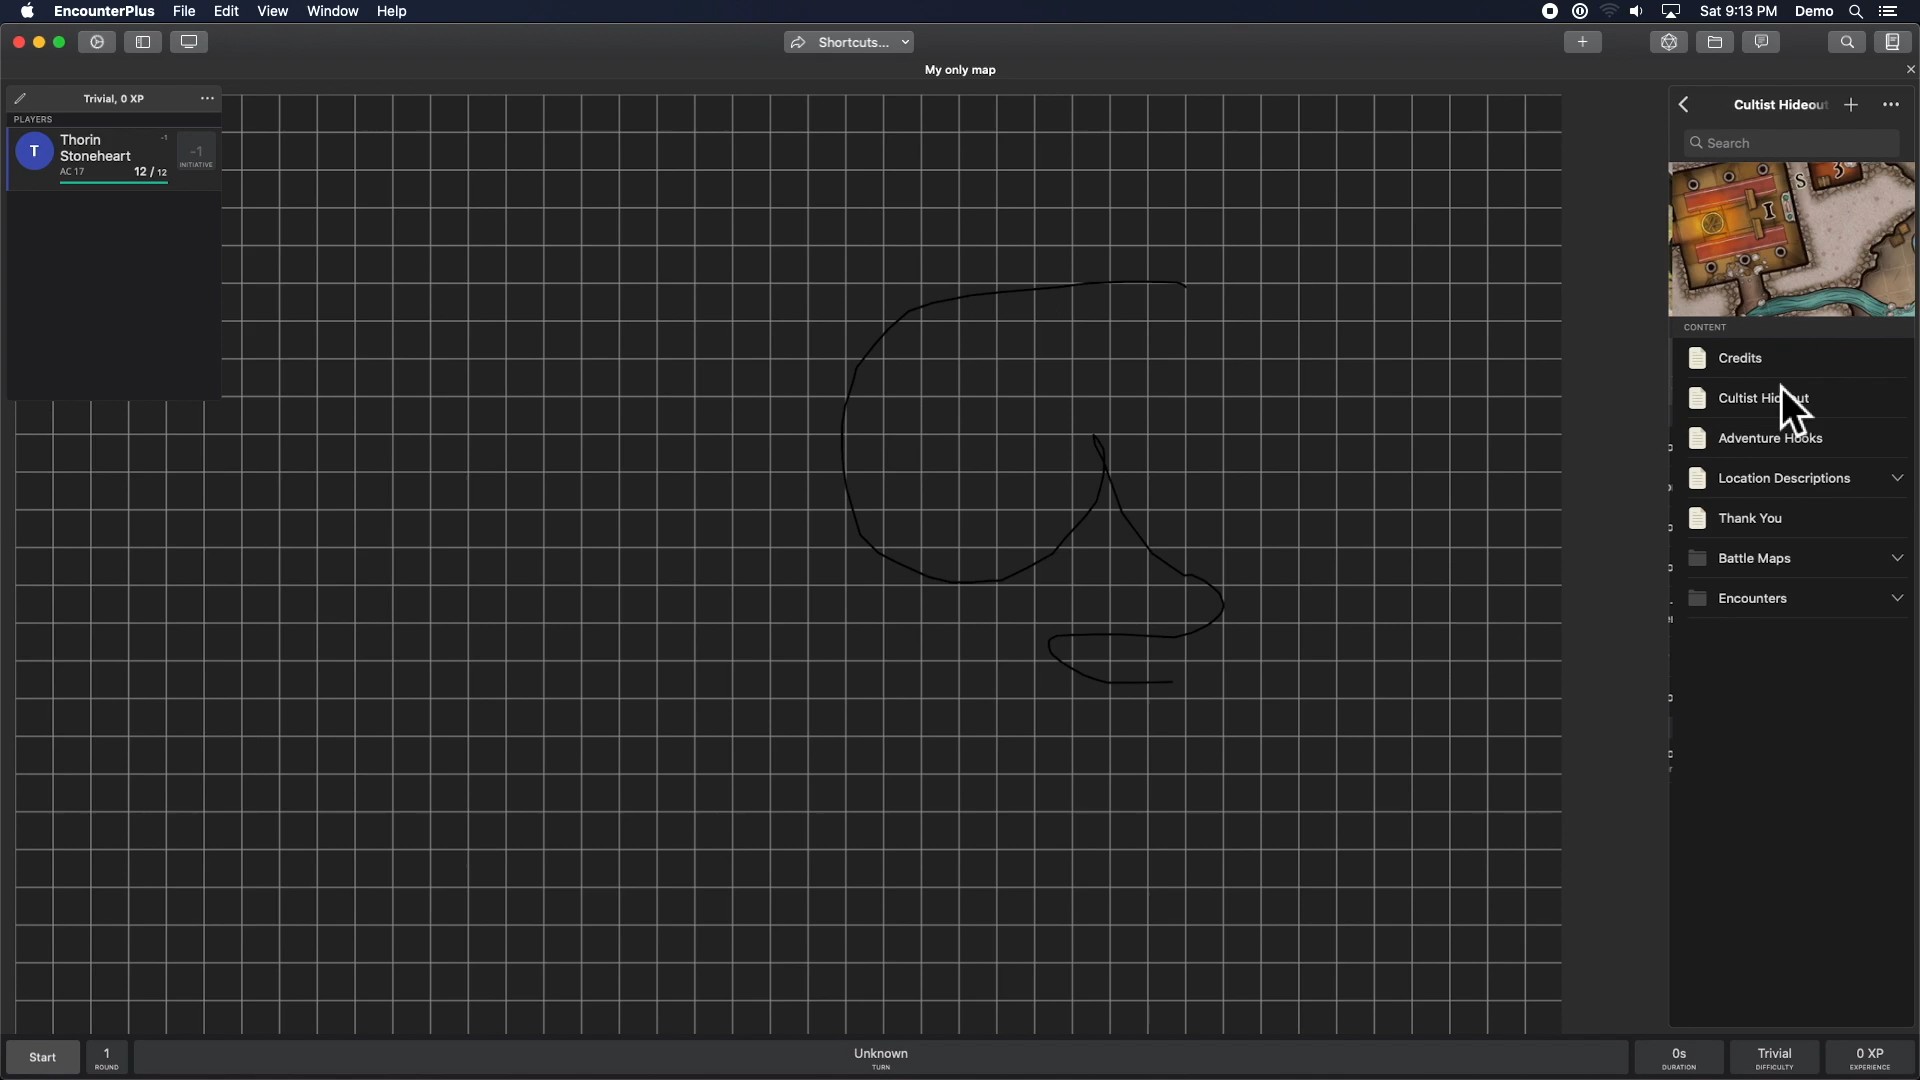 EncounterPlus File Edit View Window Help
Sat 9:13 PM Demo
Shortcuts...
My only map
Trivial, 0 XP
PLAYERS
Thorin
Stoneheart
-1
AC 17
12 / 12
-1
INITIATIVE
Cultist Hideout
Search
S
3
I
CONTENT
Credits
Cultist Hideout
Adventure Hooks
Location Descriptions
Thank You
Battle Maps
Encounters
Start
1
ROUND
Unknown
TURN
0s
DURATION
Trivial
DIFFICULTY
0 XP
EXPERIENCE